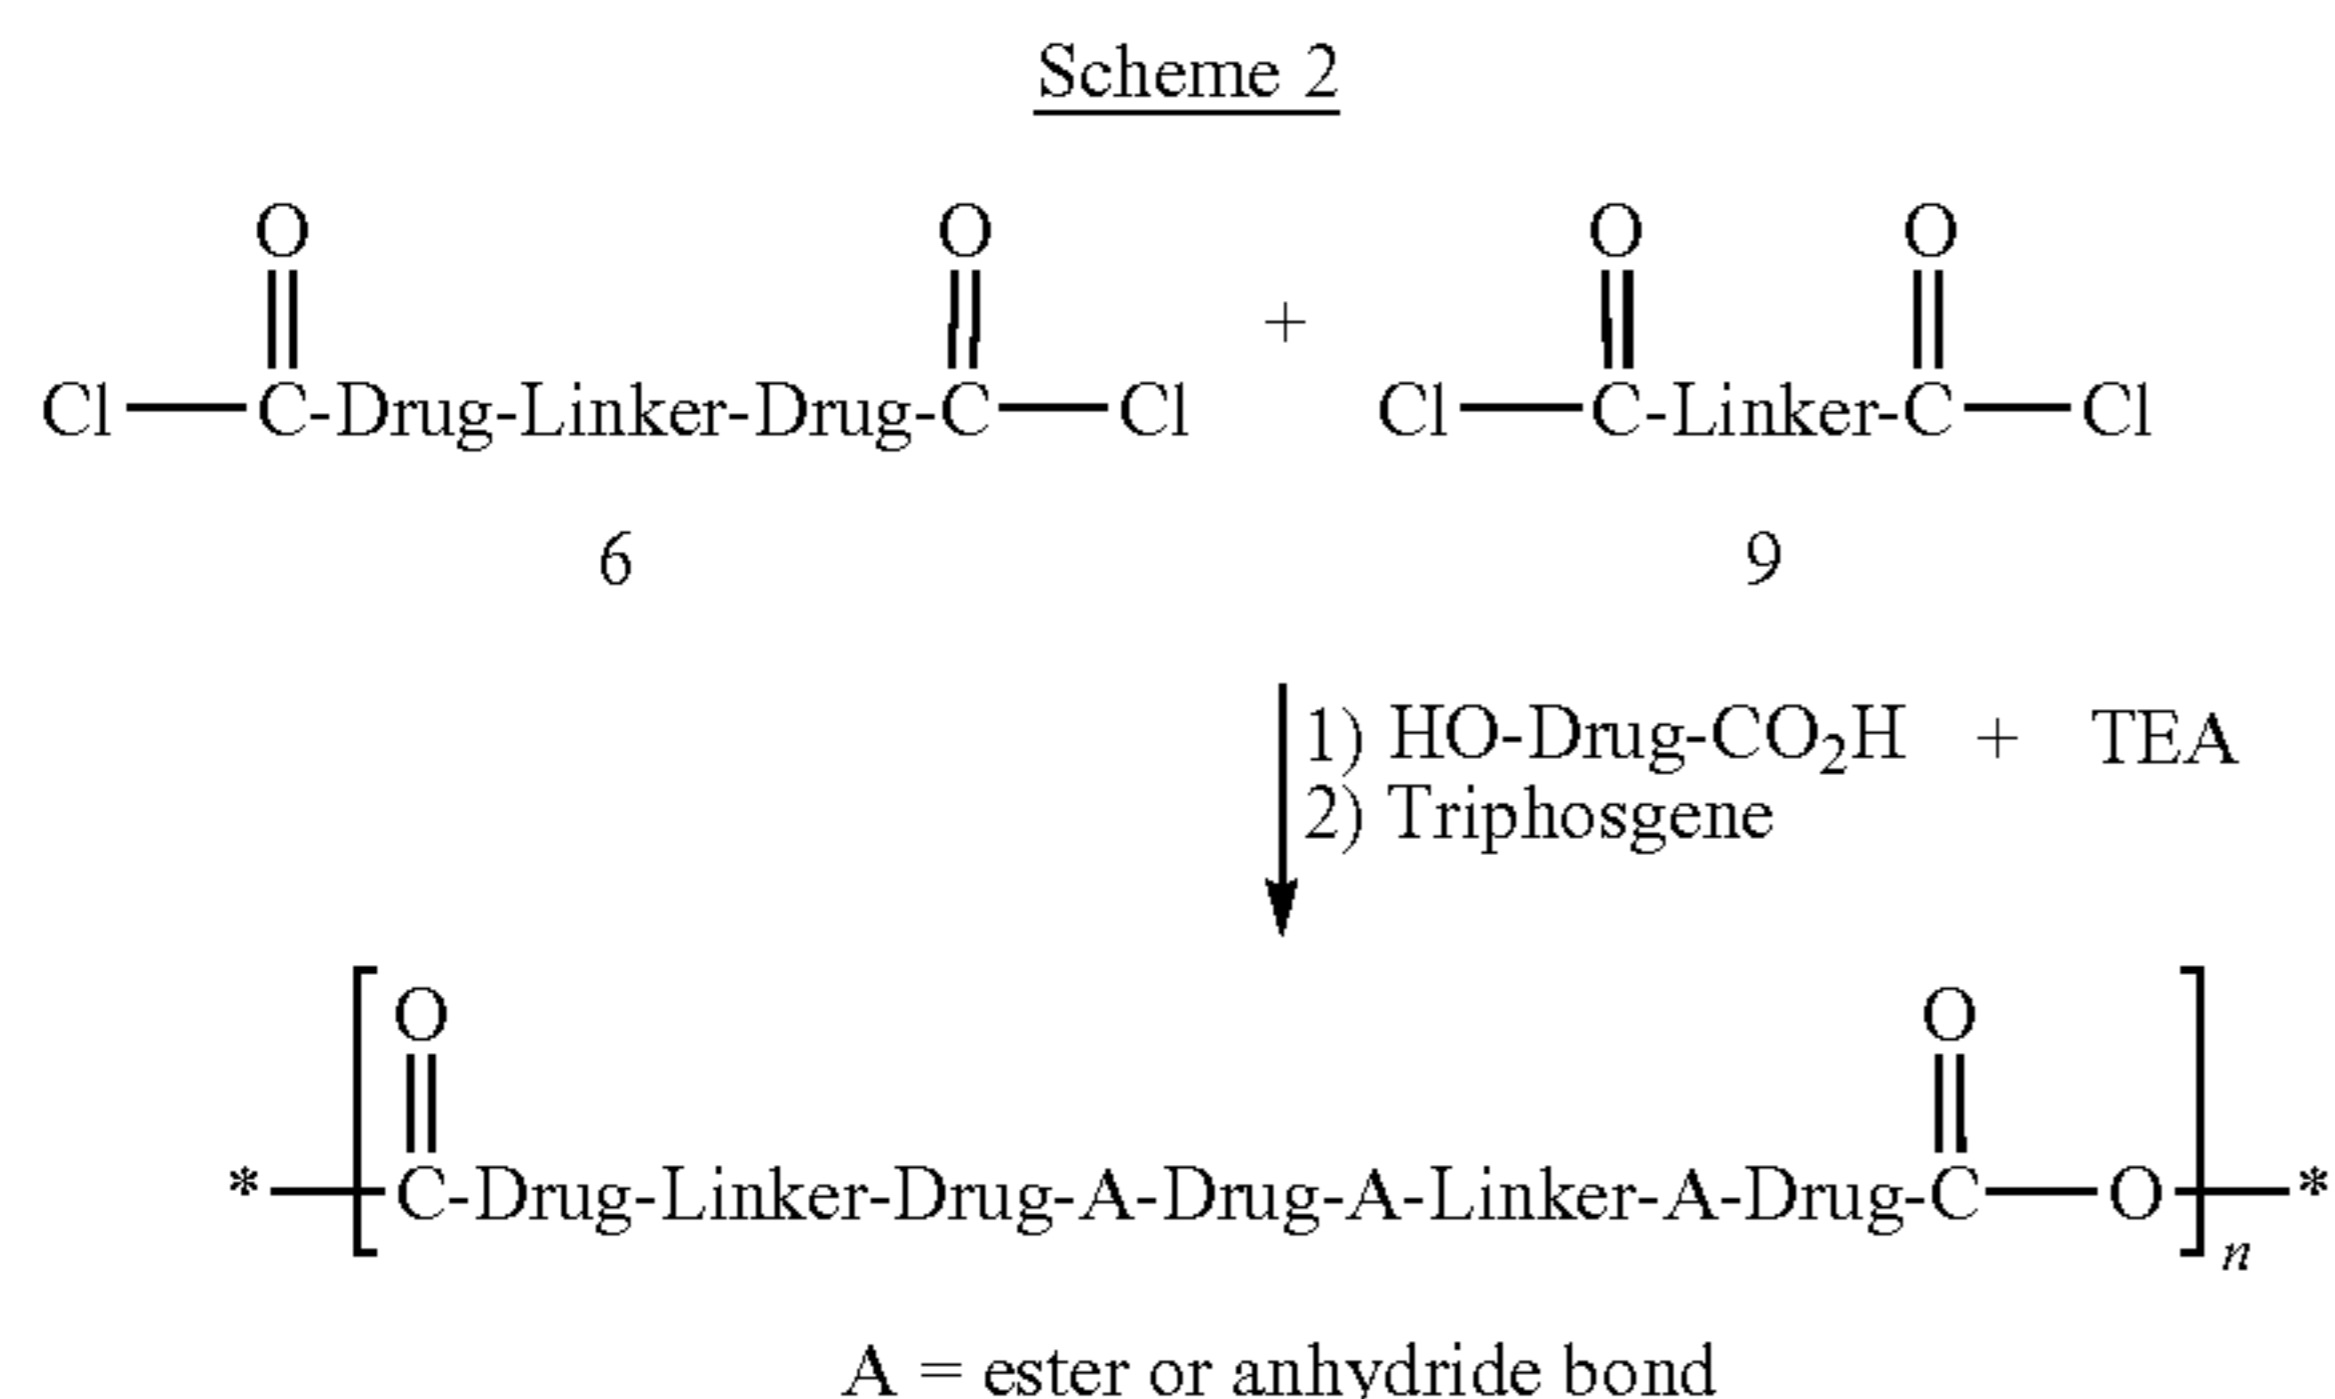 Scheme 2
O O O O
Cl—C-Drug-Linker-Drug-C—Cl + Cl—C-Linker-C—Cl
6 9
1) HO-Drug-CO₂H + TEA
2) Triphosgene
O O
*—[C-Drug-Linker-Drug-A-Drug-A-Linker-A-Drug-C—O]n—*
A = ester or anhydride bond